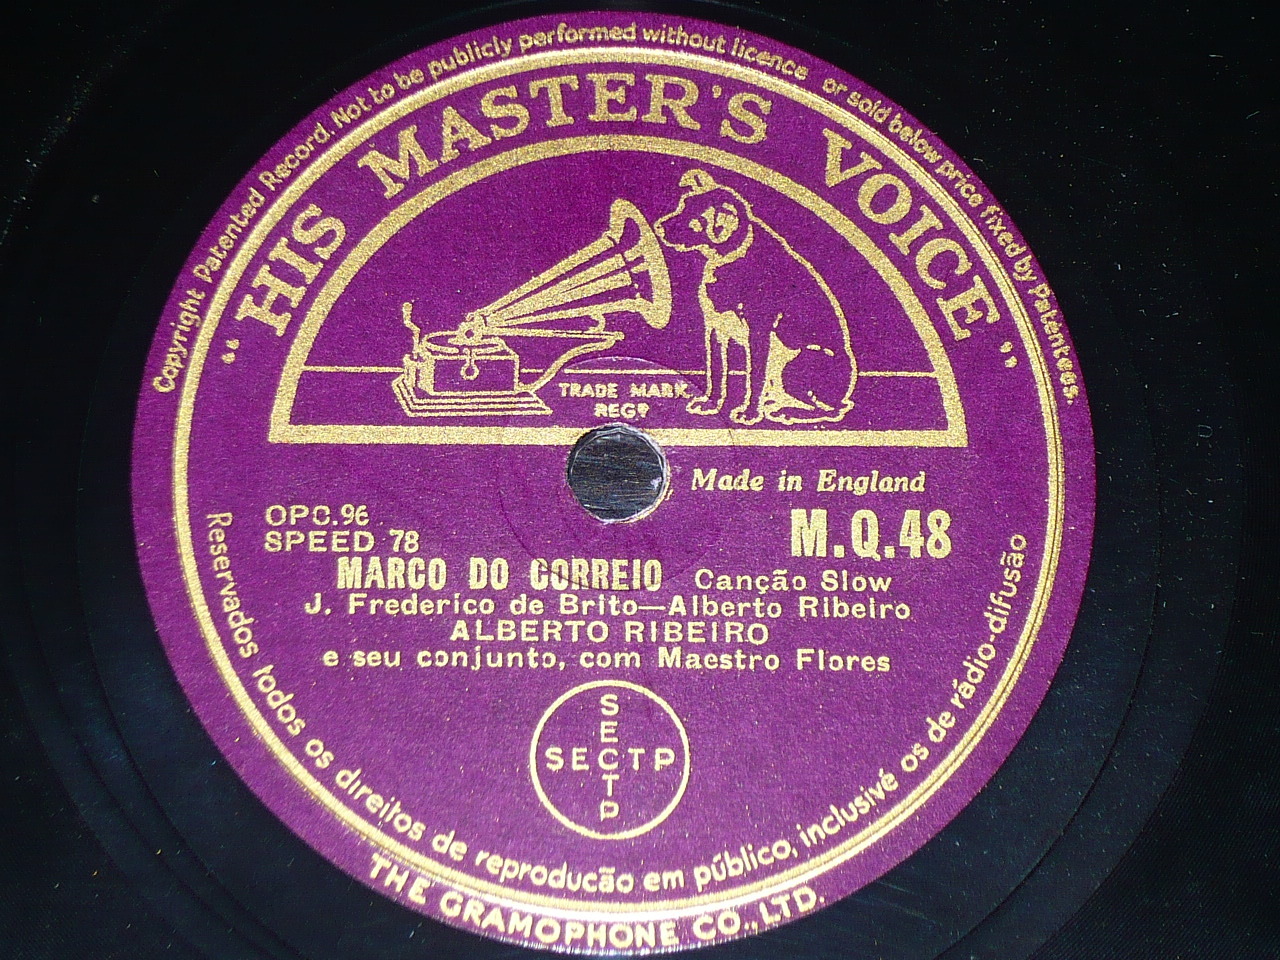 Copyright Patented Record. Not to be publicly performed without licence or sold below price fixed by Patentees.
"HIS MASTER'S VOICE"
TRADE MARK
REGD
Made in England
OPC.96
SPEED 78
M.Q.48
MARCO DO CORREIO Canção Slow
J. Frederico de Brito—Alberto Ribeiro
ALBERTO RIBEIRO
e seu conjunto, com Maestro Flores
SECTP
SECTP
Reservados todos os direitos de reproducão em público, inclusivé os de rádio-difusão
THE GRAMOPHONE CO., LTD.